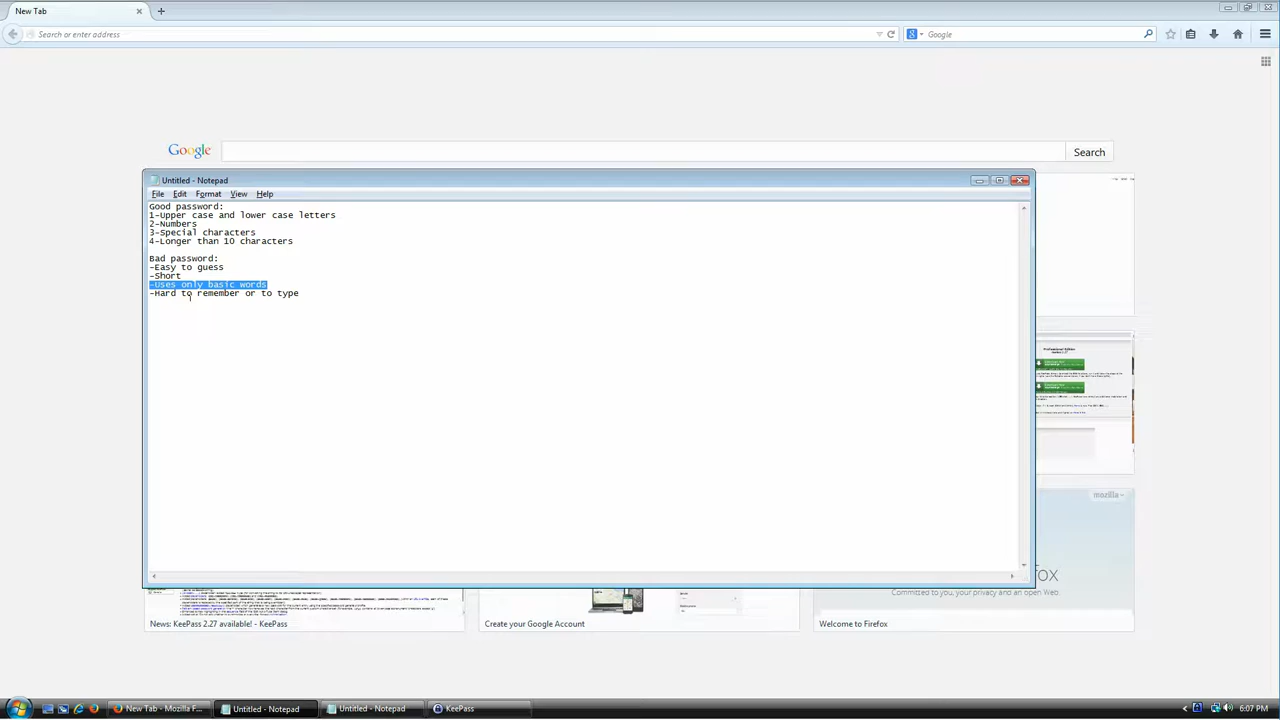 New Tab
Search or enter address
Google
Google
Search
Untitled - Notepad
File Edit Format View Help
Good password:
1-Upper case and lower case letters
2-Numbers
3-Special characters
4-Longer than 10 characters
Bad password:
-Easy to guess
-Short
-Uses only basic words
-Hard to remember or to type
mozilla
Committed to you, your privacy and an open Web.
News: KeePass 2.27 available! - KeePass
Create your Google Account
Welcome to Firefox
New Tab - Mozilla F...
Untitled - Notepad
Untitled - Notepad
KeePass
6:07 PM